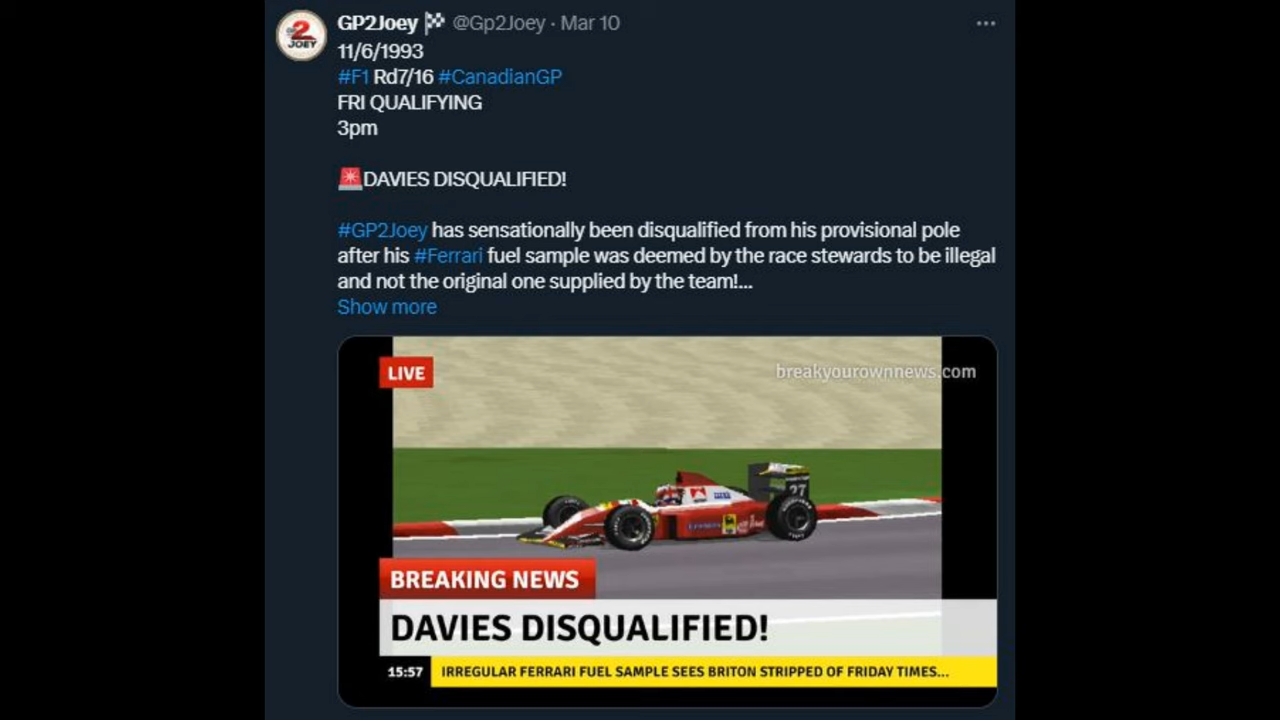 GP2Joey @Gp2Joey · Mar 10
2
JOEY
11/6/1993
#F1 Rd7/16 #CanadianGP
FRI QUALIFYING
3pm
DAVIES DISQUALIFIED!
#GP2Joey has sensationally been disqualified from his provisional pole
after his #Ferrari fuel sample was deemed by the race stewards to be illegal
and not the original one supplied by the team!...
Show more
LIVE
breakyourownnews.com
27
BREAKING NEWS
DAVIES DISQUALIFIED!
15:57 IRREGULAR FERRARI FUEL SAMPLE SEES BRITON STRIPPED OF FRIDAY TIMES...